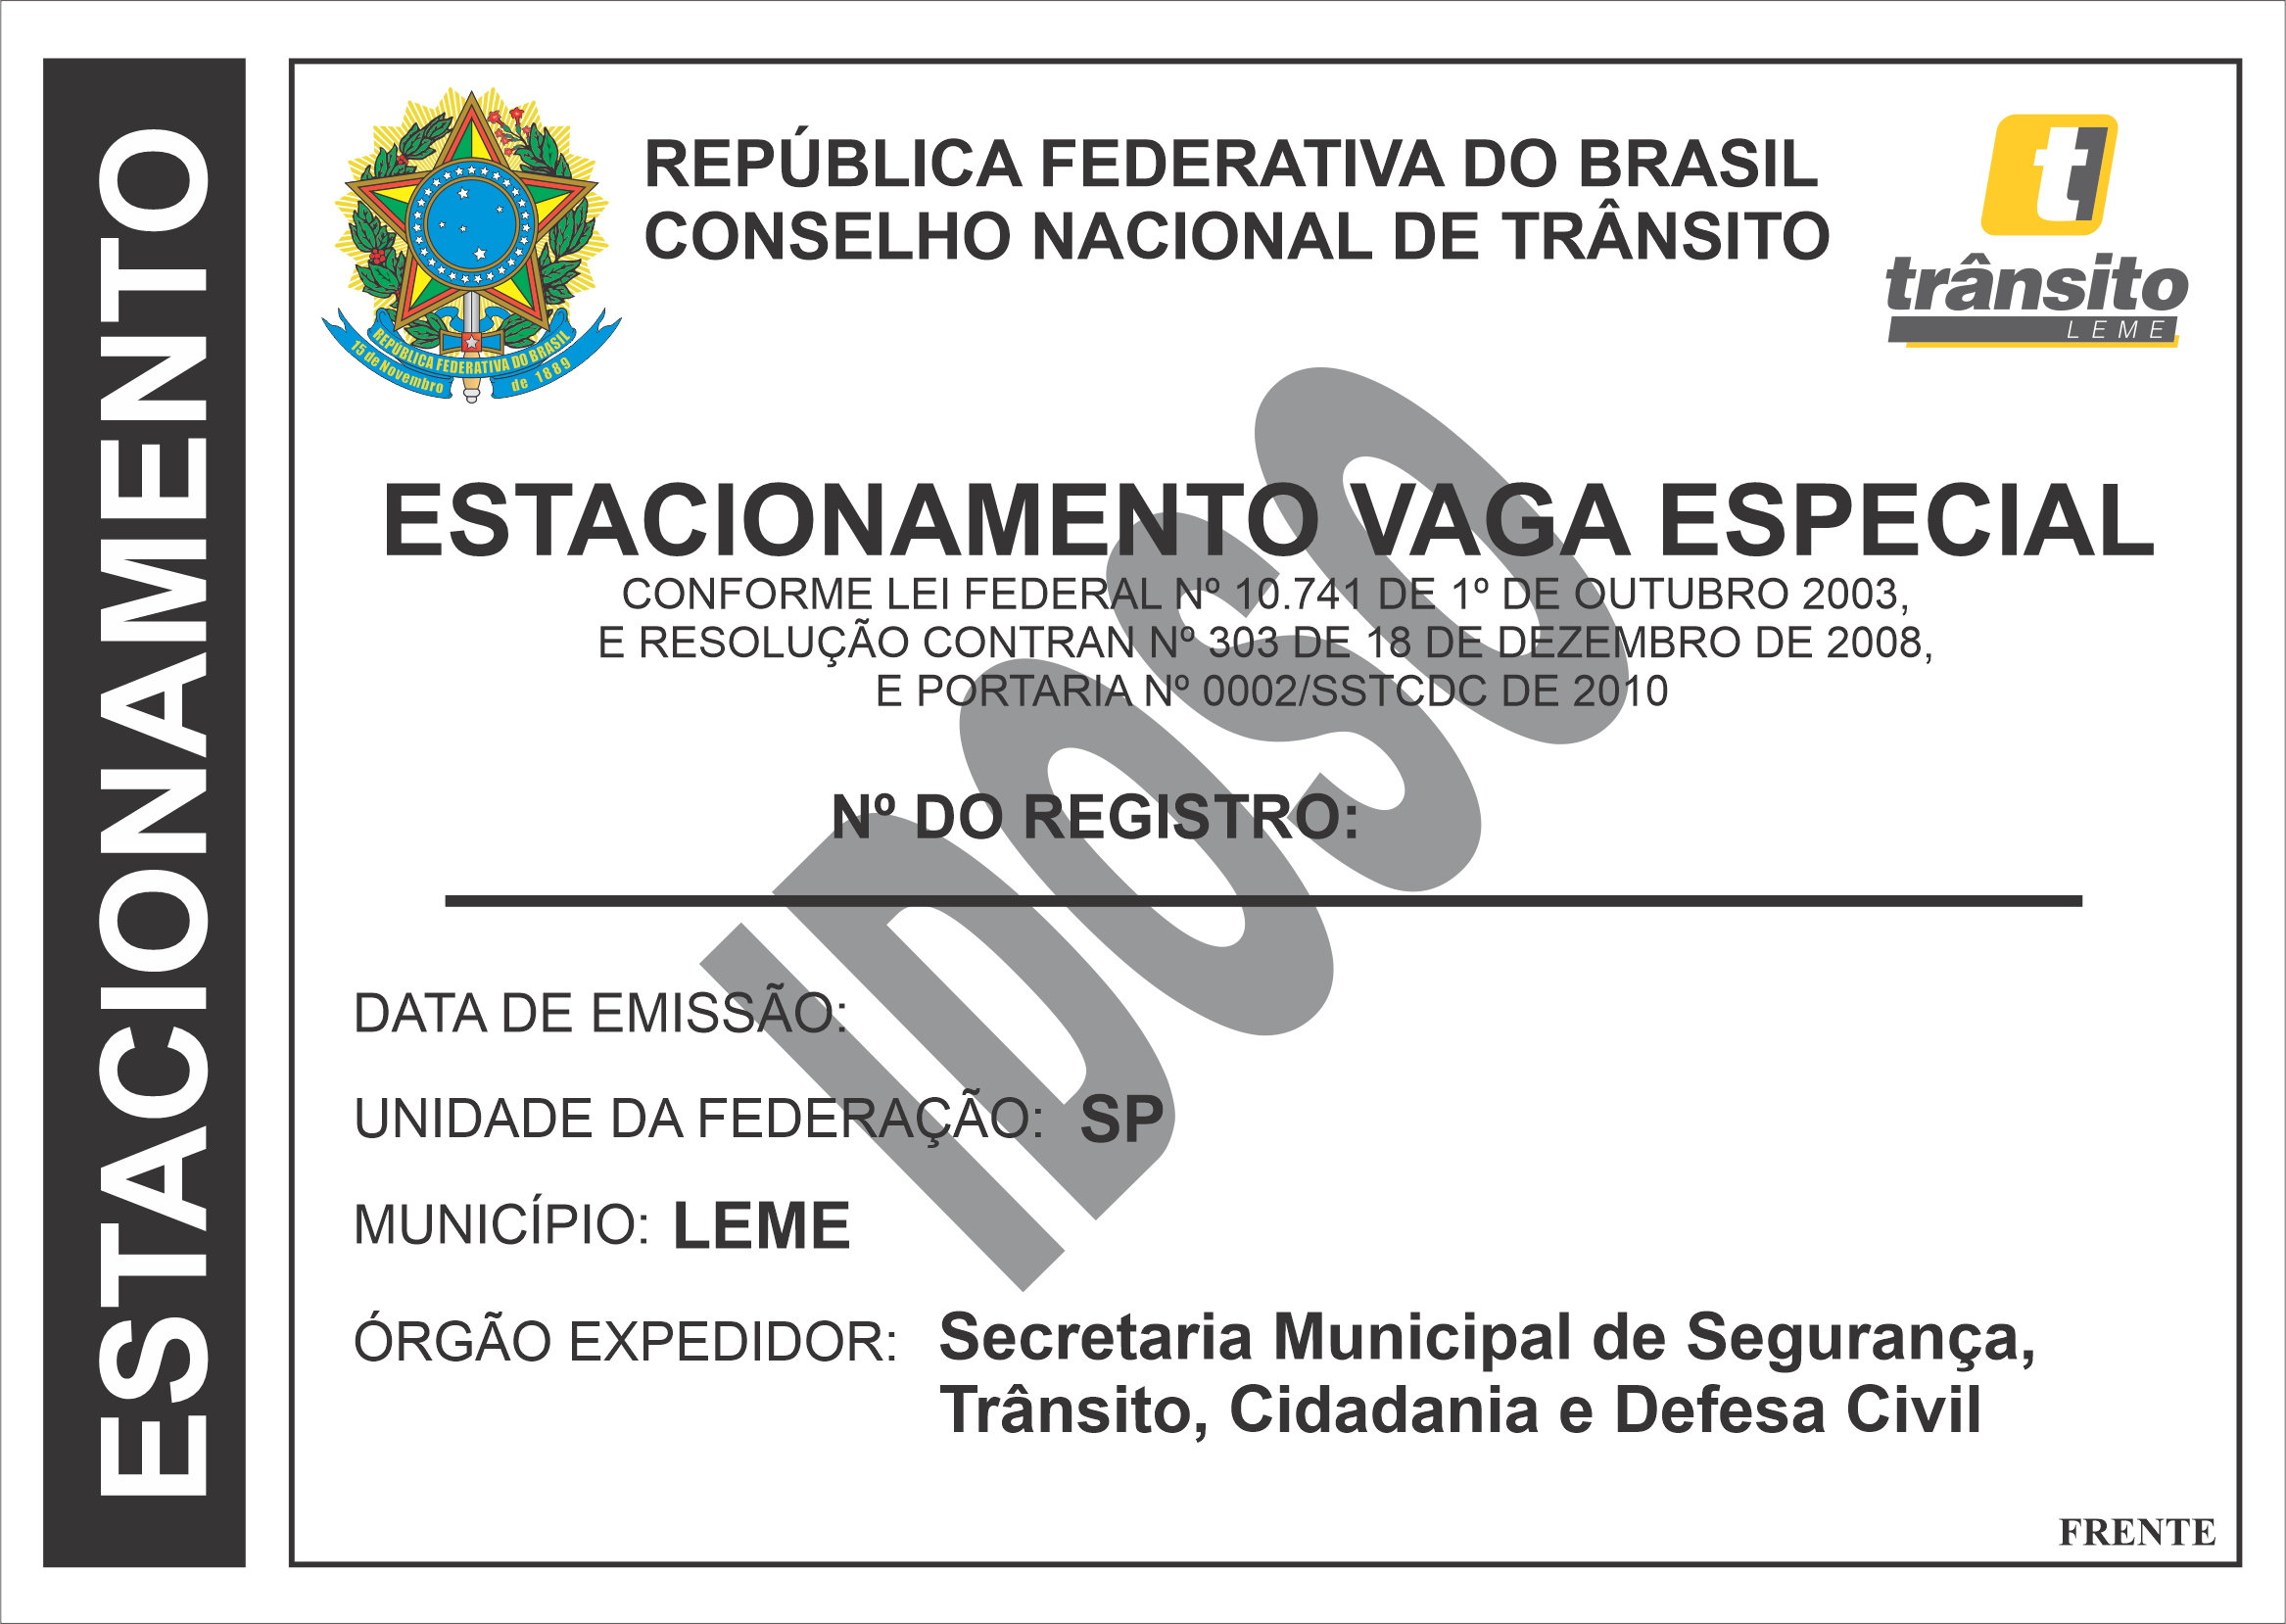 ESTACIONAMENTO
REPÚBLICA FEDERATIVA DO BRASIL
CONSELHO NACIONAL DE TRÂNSITO
REPÚBLICA FEDERATIVA DO BRASIL
15 de Novembro de 1889
t
trânsito
LEME
ESTACIONAMENTO VAGA ESPECIAL
CONFORME LEI FEDERAL Nº 10.741 DE 1º DE OUTUBRO 2003,
E RESOLUÇÃO CONTRAN Nº 303 DE 18 DE DEZEMBRO DE 2008,
E PORTARIA Nº 0002/SSTCDC DE 2010
IDOSO
Nº DO REGISTRO:
DATA DE EMISSÃO:
UNIDADE DA FEDERAÇÃO: SP
MUNICÍPIO: LEME
ÓRGÃO EXPEDIDOR: Secretaria Municipal de Segurança,
Trânsito, Cidadania e Defesa Civil
FRENTE